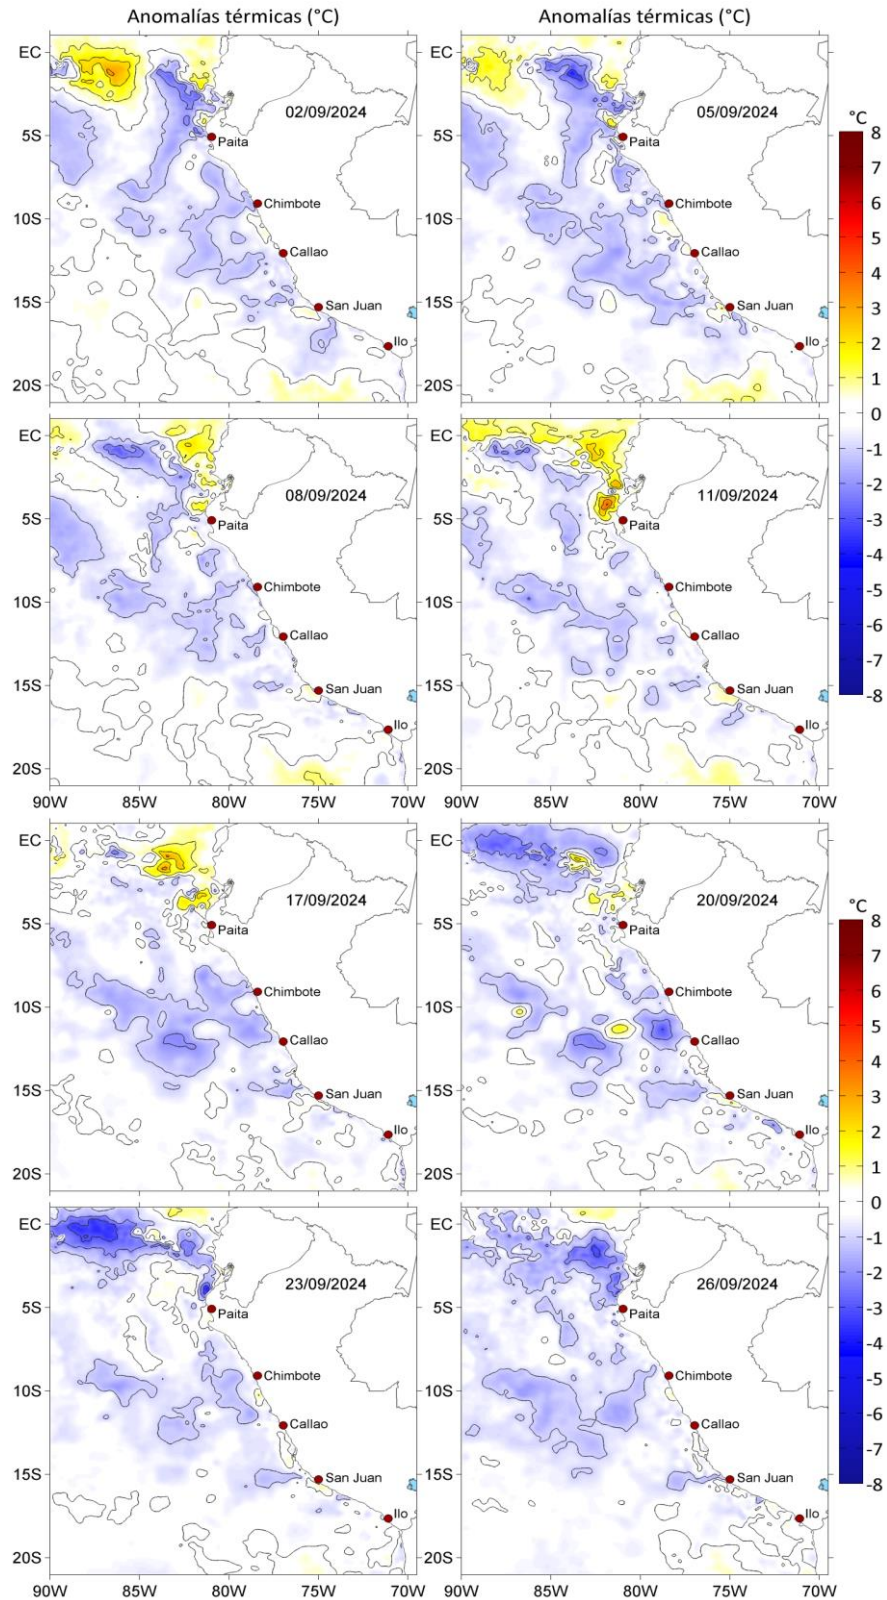 Anomalías térmicas (°C)
Anomalías térmicas (°C)
EC
5S
10S
15S
20S
02/09/2024
Paita
Chimbote
Callao
San Juan
Ilo
EC
5S
10S
15S
20S
05/09/2024
Paita
Chimbote
Callao
San Juan
Ilo
°C
8
7
6
5
4
3
2
1
0
-1
-2
-3
-4
-5
-6
-7
-8
EC
5S
10S
15S
20S
08/09/2024
Paita
Chimbote
Callao
San Juan
Ilo
90W 85W 80W 75W 70W
EC
5S
10S
15S
20S
11/09/2024
Paita
Chimbote
Callao
San Juan
Ilo
90W 85W 80W 75W 70W
EC
5S
10S
15S
20S
17/09/2024
Paita
Chimbote
Callao
San Juan
Ilo
EC
5S
10S
15S
20S
20/09/2024
Paita
Chimbote
Callao
San Juan
Ilo
°C
8
7
6
5
4
3
2
1
0
-1
-2
-3
-4
-5
-6
-7
-8
EC
5S
10S
15S
20S
23/09/2024
Paita
Chimbote
Callao
San Juan
Ilo
90W 85W 80W 75W 70W
EC
5S
10S
15S
20S
26/09/2024
Paita
Chimbote
Callao
San Juan
Ilo
90W 85W 80W 75W 70W